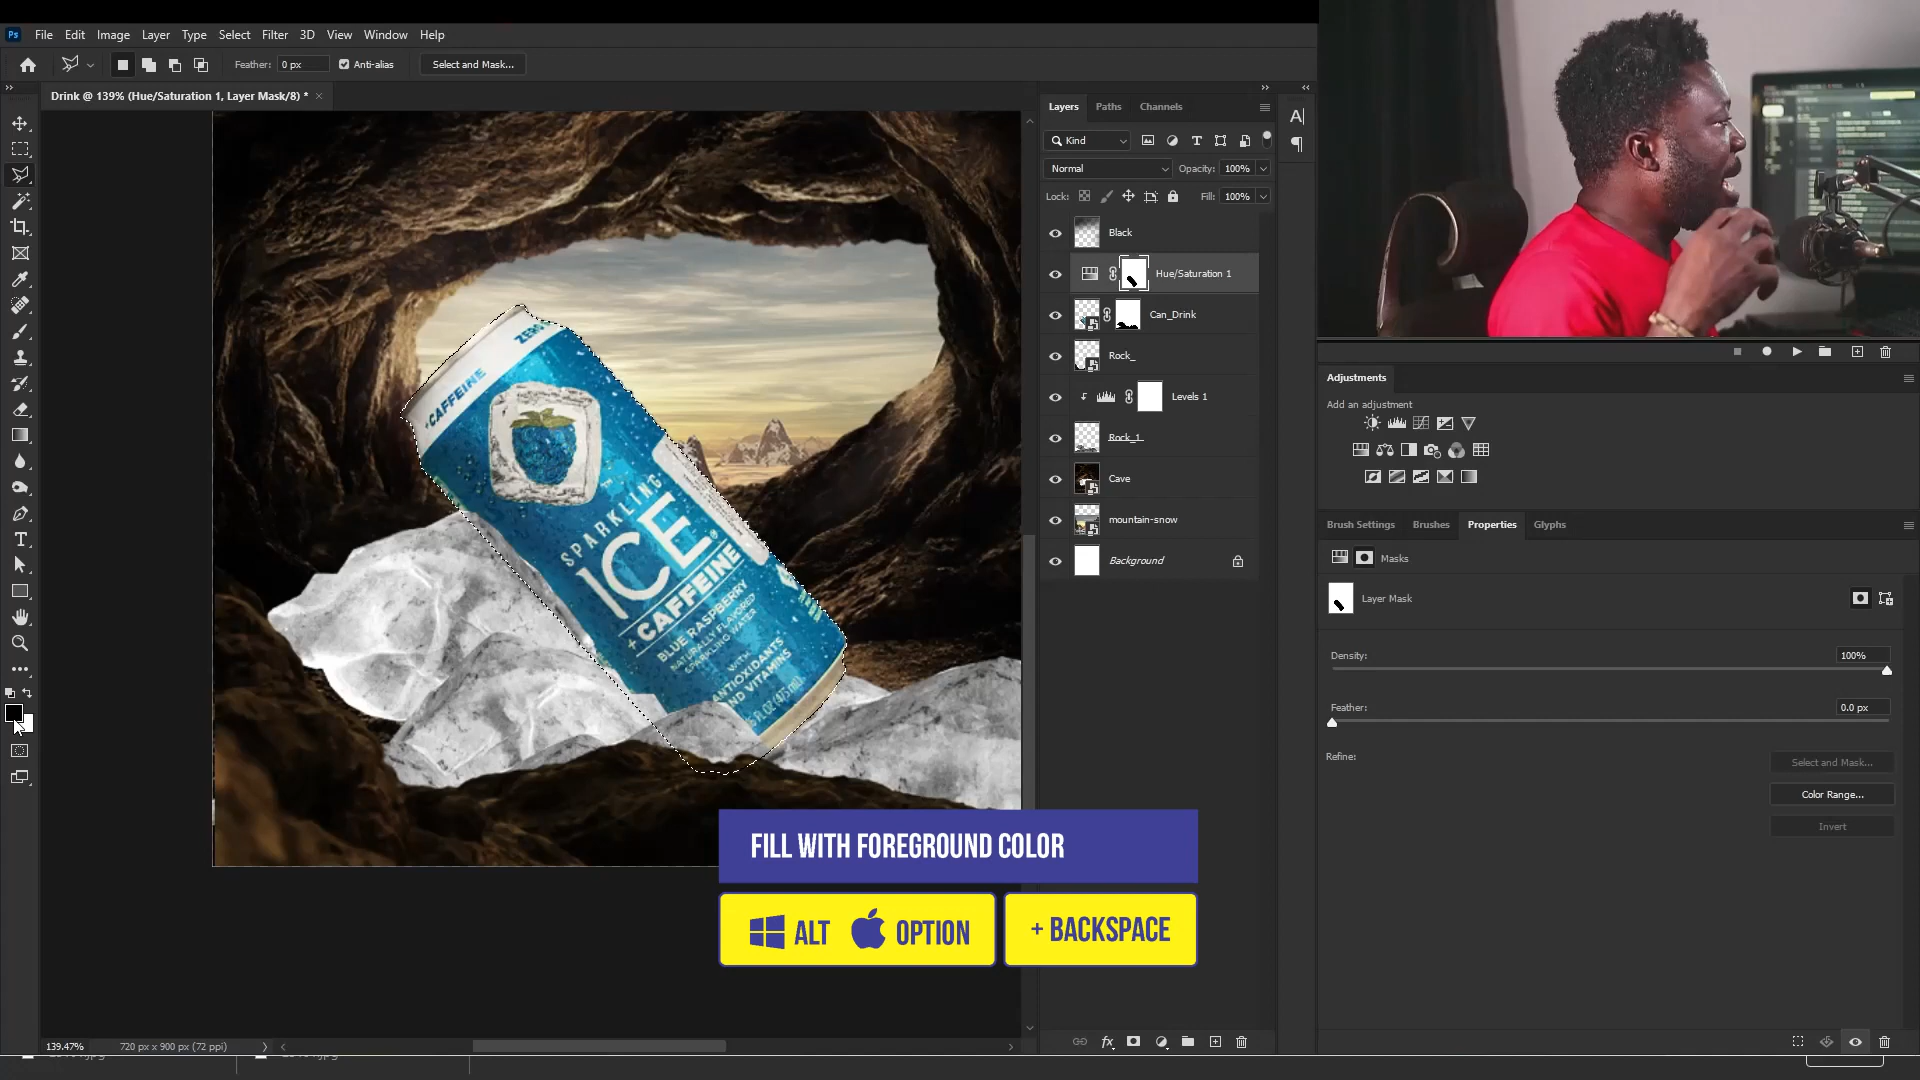 Ps File Edit Image Layer Type Select Filter 3D View Window Help
Feather: 0 px Anti-alias Select and Mask...
Drink @ 139% (Hue/Saturation 1, Layer Mask/8) * ×
Layers Paths Channels
Kind
Normal Opacity: 100%
Lock: Fill: 100%
Black
Hue/Saturation 1
Can_Drink
Rock_
Levels 1
Rock_1_
Cave
mountain-snow
Background
ZERO
+CAFFEINE
SPARKLING
ICE®
+ CAFFEINE
BLUE RASPBERRY
NATURALLY FLAVORED
SPARKLING WATER
WITH
ANTIOXIDANTS
AND VITAMINS
FILL WITH FOREGROUND COLOR
ALT OPTION + BACKSPACE
139.47% 720 px x 900 px (72 ppi)
Adjustments
Add an adjustment
Brush Settings Brushes Properties Glyphs
Masks
Layer Mask
Density: 100%
Feather: 0.0 px
Refine: Select and Mask...
Color Range...
Invert